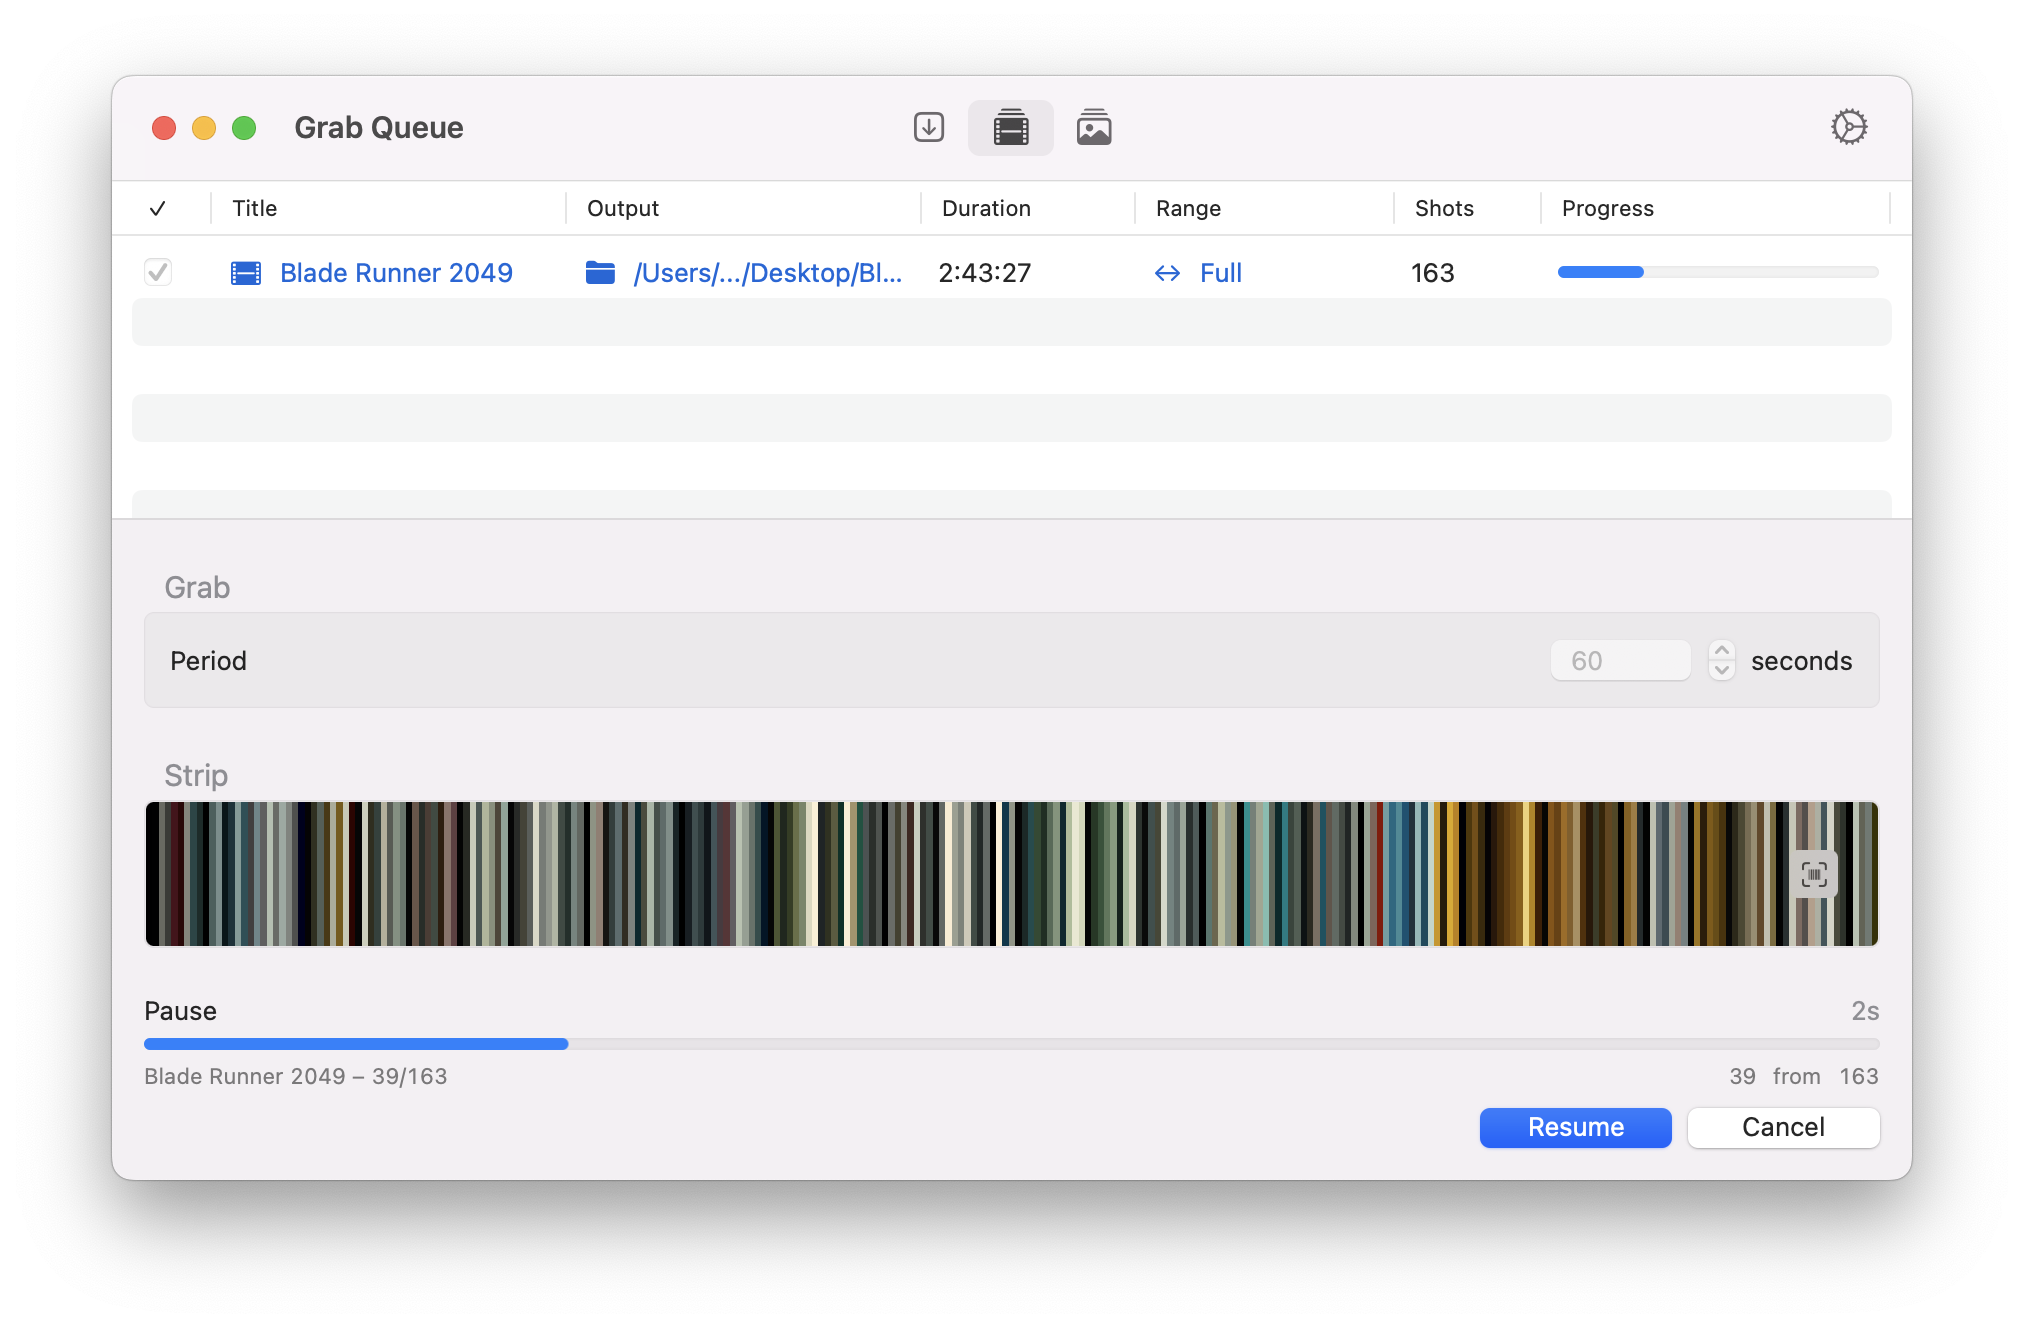 Grab Queue
Title Output Duration Range Shots Progress
Blade Runner 2049 /Users/.../Desktop/Bl... 2:43:27 Full 163
Grab
Period 60 seconds
Strip
Pause 2s
Blade Runner 2049 – 39/163 39 from 163
Resume Cancel